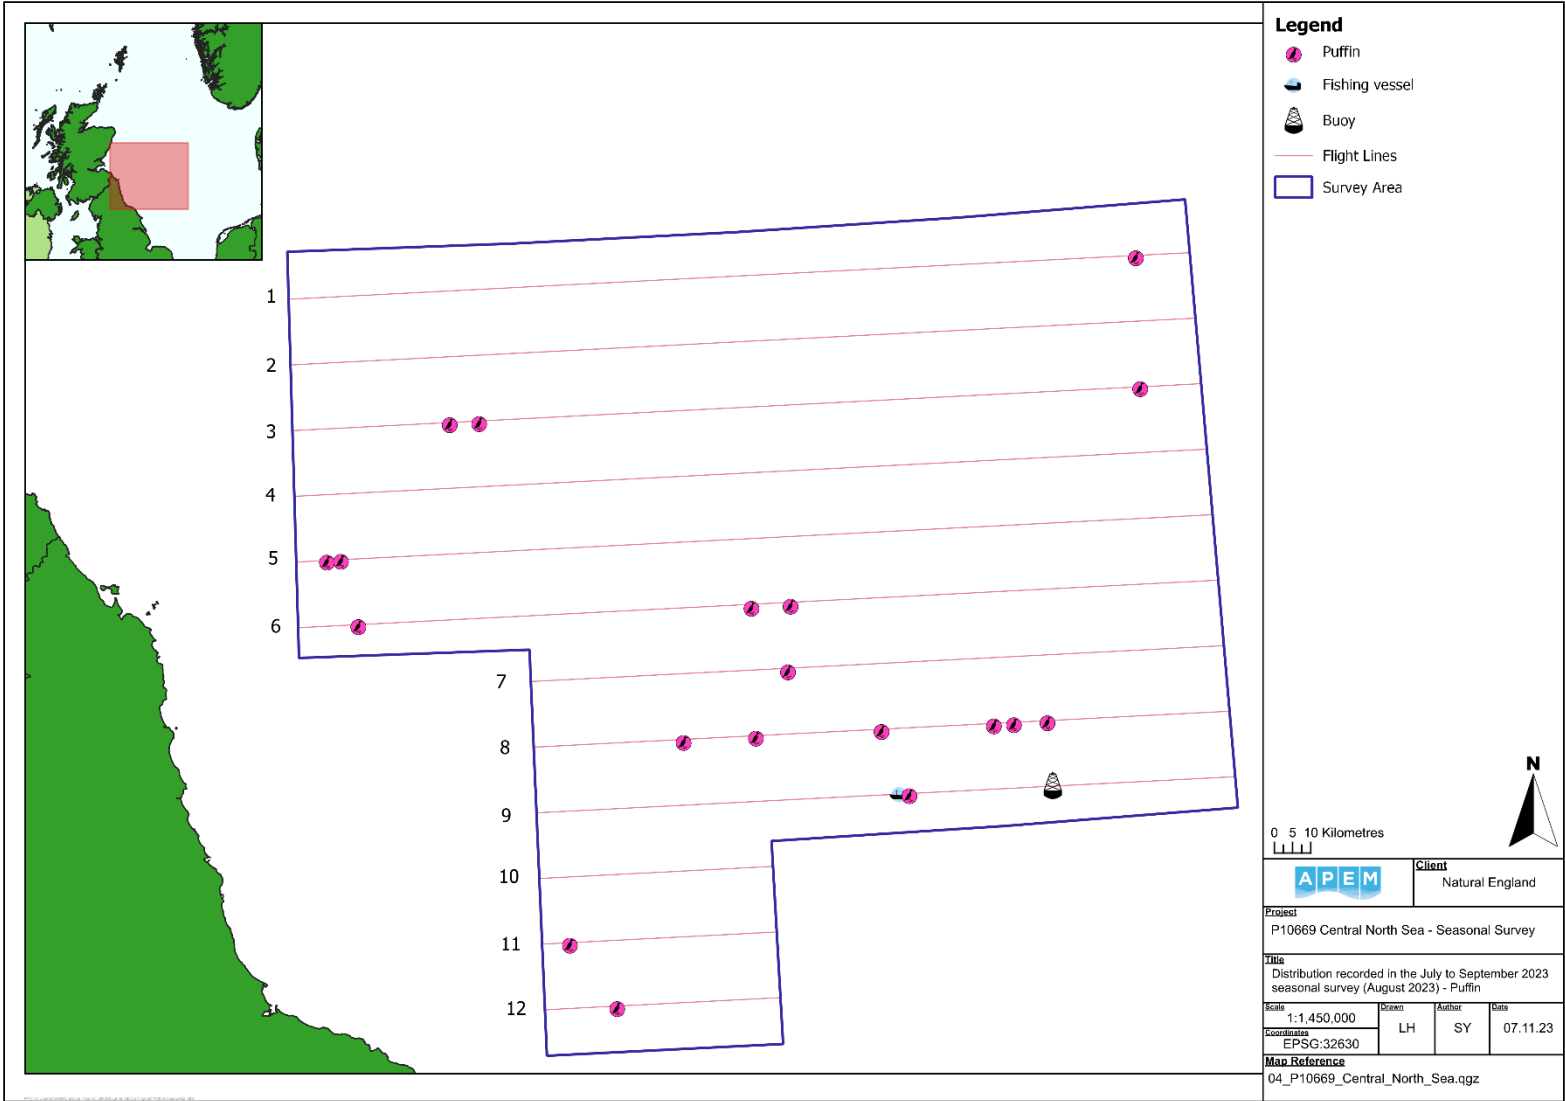 Legend
Puffin
Fishing vessel
Buoy
Flight Lines
Survey Area
1
2
3
4
5
6
7
8
9
10
11
12
N
0 5 10 Kilometres
APEM
Client
Natural England
Project
P10669 Central North Sea - Seasonal Survey
Title
Distribution recorded in the July to September 2023
seasonal survey (August 2023) - Puffin
Scale
1:1,450,000
Coordinates
EPSG:32630
Drawn
LH
Author
SY
Date
07.11.23
Map Reference
04_P10669_Central_North_Sea.qgz